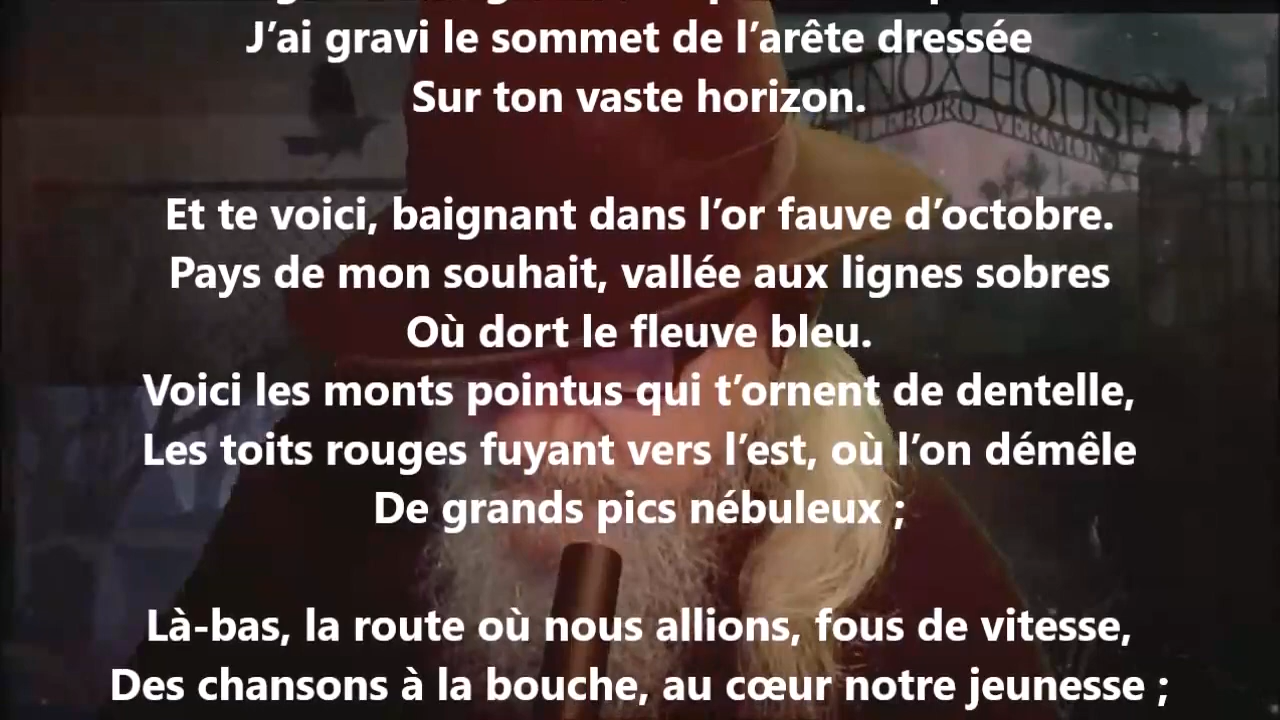 J’ai gravi le sommet de l’arête dressée
Sur ton vaste horizon.
Et te voici, baignant dans l’or fauve d’octobre.
Pays de mon souhait, vallée aux lignes sobres
Où dort le fleuve bleu.
Voici les monts pointus qui t’ornent de dentelle,
Les toits rouges fuyant vers l’est, où l’on démêle
De grands pics nébuleux ;
Là-bas, la route où nous allions, fous de vitesse,
Des chansons à la bouche, au cœur notre jeunesse ;
HOUSE